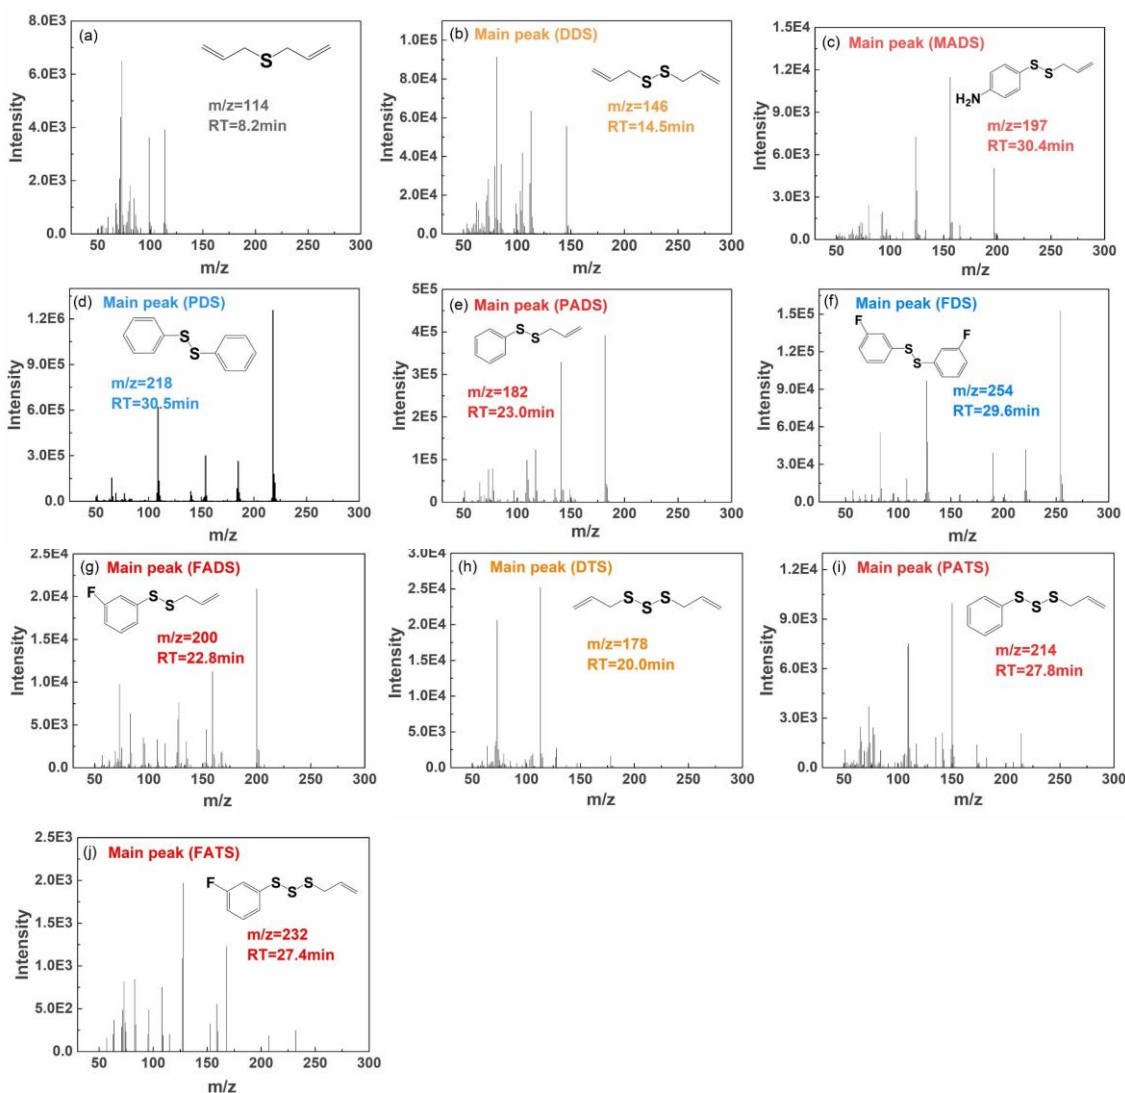 (a)
8.0E3
6.0E3
4.0E3
2.0E3
0.0
Intensity
S
m/z=114
RT=8.2min
50 100 150 200 250 300
m/z
(b) Main peak (DDS)
1.0E5
8.0E4
6.0E4
4.0E4
2.0E4
0.0
Intensity
S S
m/z=146
RT=14.5min
50 100 150 200 250 300
m/z
(c) Main peak (MADS)
1.2E4
9.0E3
6.0E3
3.0E3
0.0
Intensity
S S
H2N
m/z=197
RT=30.4min
50 100 150 200 250 300
m/z
(d) Main peak (PDS)
1.2E6
9.0E5
6.0E5
3.0E5
0.0
Intensity
S S
m/z=218
RT=30.5min
50 100 150 200 250 300
m/z
(e) Main peak (PADS)
5E5
4E5
3E5
2E5
1E5
0
Intensity
S S
m/z=182
RT=23.0min
50 100 150 200 250 300
m/z
(f) Main peak (FDS)
1.5E5
1.2E5
9.0E4
6.0E4
3.0E4
0.0
Intensity
F F
S S
m/z=254
RT=29.6min
50 100 150 200 250 300
m/z
(g) Main peak (FADS)
2.5E4
2.0E4
1.5E4
1.0E4
5.0E3
0.0
Intensity
F S S
m/z=200
RT=22.8min
50 100 150 200 250 300
m/z
(h) Main peak (DTS)
3.0E4
2.5E4
2.0E4
1.5E4
1.0E4
5.0E3
0.0
Intensity
S S S
m/z=178
RT=20.0min
50 100 150 200 250 300
m/z
(i) Main peak (PATS)
1.2E4
9.0E3
6.0E3
3.0E3
0.0
Intensity
S S S
m/z=214
RT=27.8min
50 100 150 200 250 300
m/z
(j) Main peak (FATS)
2.5E3
2.0E3
1.5E3
1.0E3
5.0E2
0.0
Intensity
F S S S
m/z=232
RT=27.4min
50 100 150 200 250 300
m/z